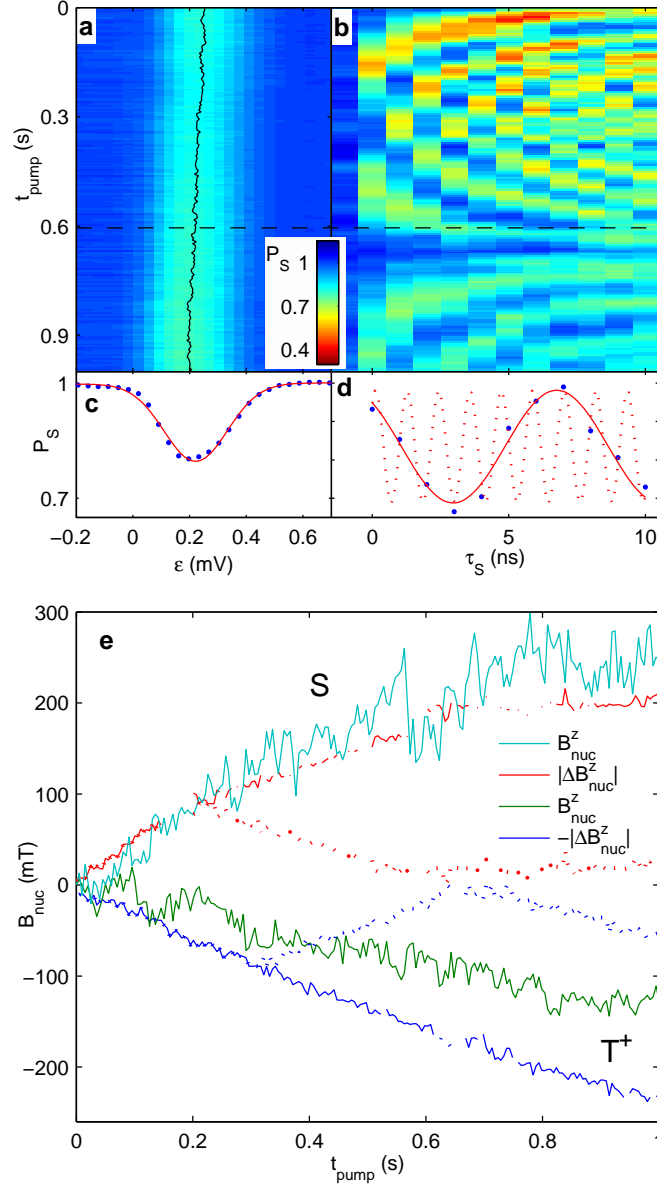 a
b
0
0.3
0.6
0.9
t_pump (s)
P_S 1
0.7
0.4
c
d
1
P_S
0.7
−0.2 0 0.2 0.4 0.6
0 5 10
ε (mV)
τ_S (ns)
e
300
200
100
0
−100
−200
B_nuc (mT)
S
B^z_nuc
|ΔB^z_nuc|
B^z_nuc
−|ΔB^z_nuc|
T^+
0 0.2 0.4 0.6 0.8 1
t_pump (s)